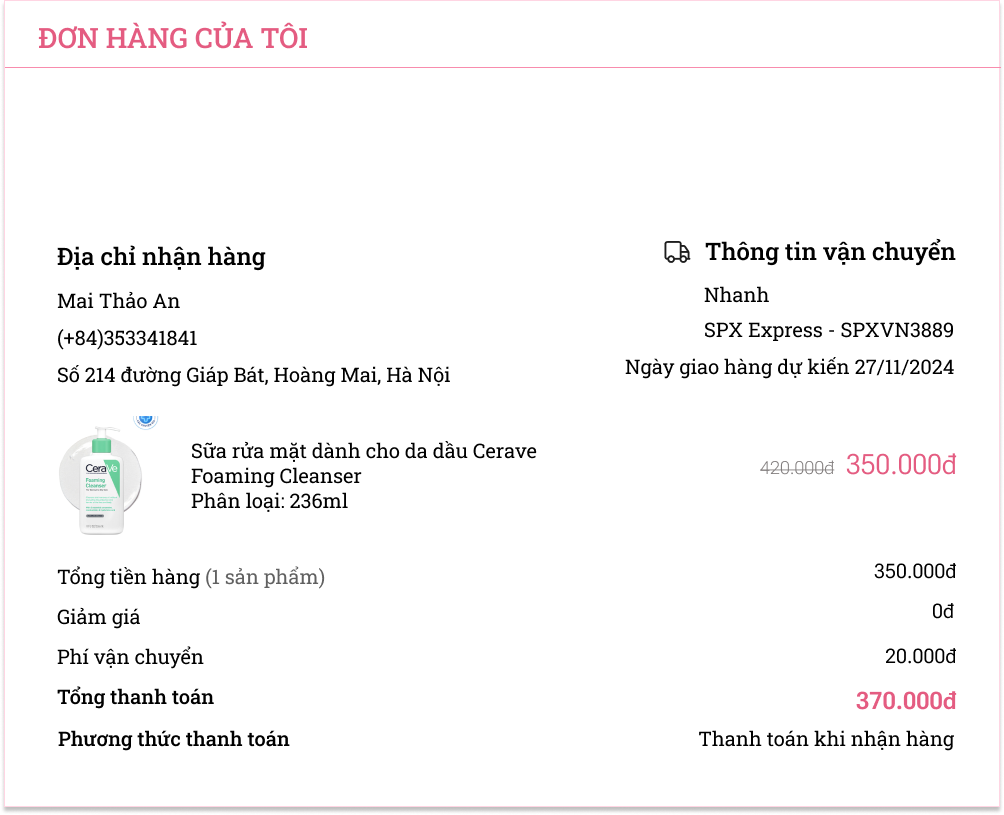 ĐƠN HÀNG CỦA TÔI
Địa chỉ nhận hàng
Mai Thảo An
(+84)353341841
Số 214 đường Giáp Bát, Hoàng Mai, Hà Nội
Thông tin vận chuyển
Nhanh
SPX Express - SPXVN3889
Ngày giao hàng dự kiến 27/11/2024
CeraVe
Foaming
Cleanser
Sữa rửa mặt dành cho da dầu Cerave
Foaming Cleanser
Phân loại: 236ml
420.000đ 350.000đ
Tổng tiền hàng (1 sản phẩm) 350.000đ
Giảm giá 0đ
Phí vận chuyển 20.000đ
Tổng thanh toán 370.000đ
Phương thức thanh toán Thanh toán khi nhận hàng